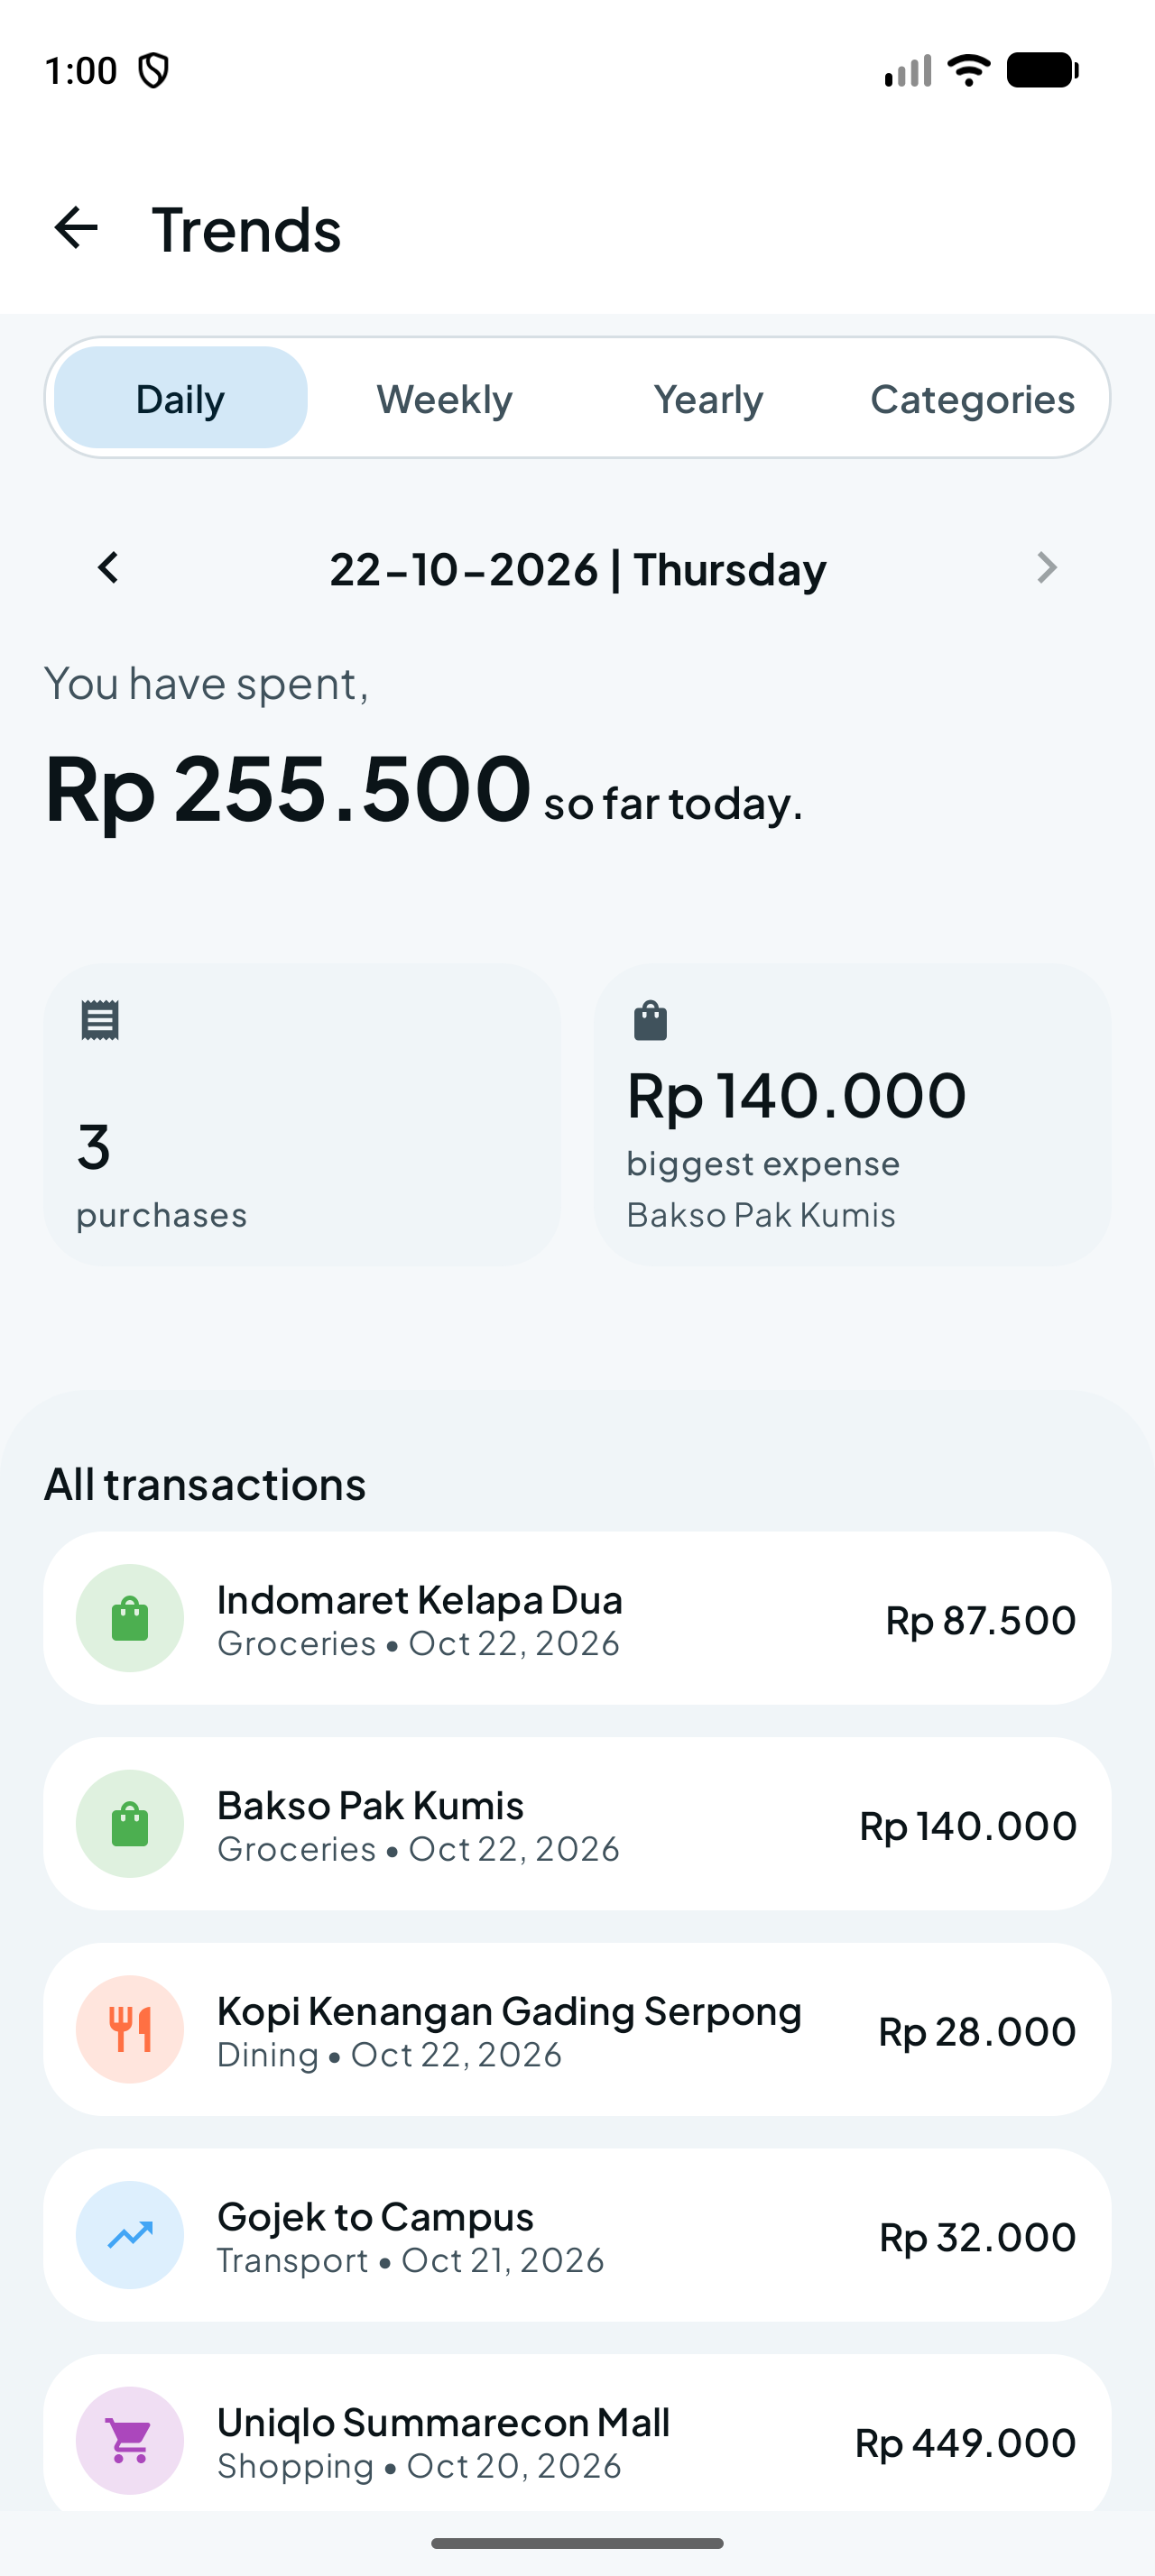 1:00
Trends
Daily Weekly Yearly Categories
22-10-2026 | Thursday
You have spent,
Rp 255.500 so far today.
3
purchases
Rp 140.000
biggest expense
Bakso Pak Kumis
All transactions
Indomaret Kelapa Dua
Groceries • Oct 22, 2026
Rp 87.500
Bakso Pak Kumis
Groceries • Oct 22, 2026
Rp 140.000
Kopi Kenangan Gading Serpong
Dining • Oct 22, 2026
Rp 28.000
Gojek to Campus
Transport • Oct 21, 2026
Rp 32.000
Uniqlo Summarecon Mall
Shopping • Oct 20, 2026
Rp 449.000